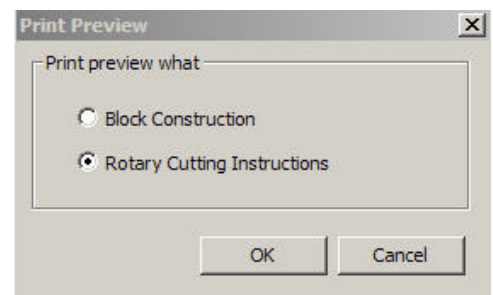 Print Preview
Print preview what
Block Construction
Rotary Cutting Instructions
OK Cancel